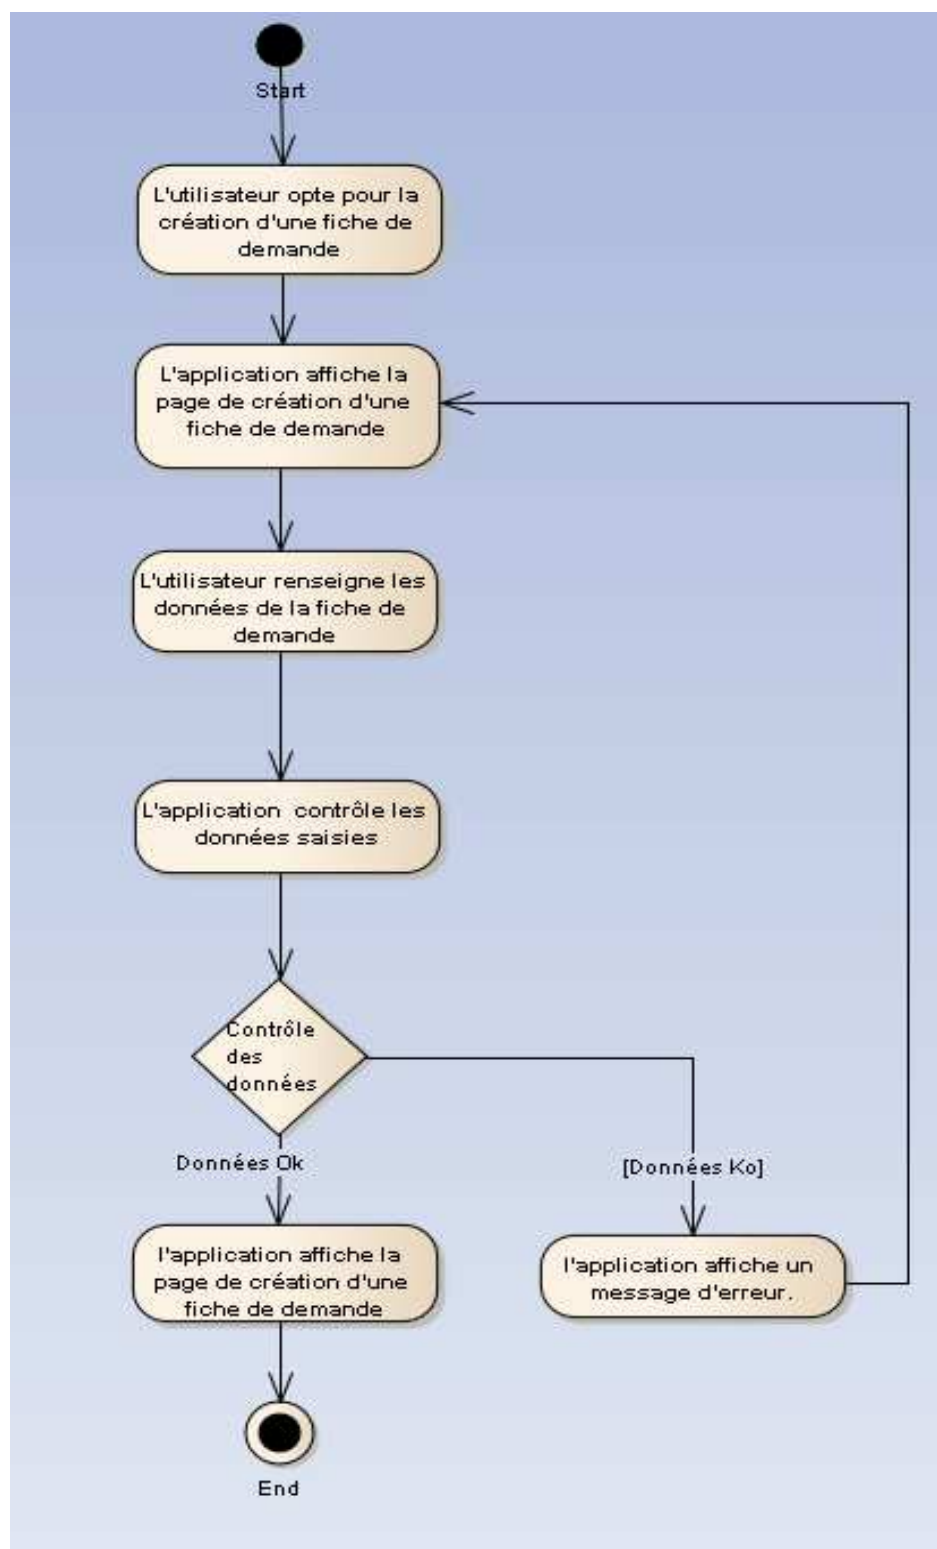 Start
L'utilisateur opte pour la
création d'une fiche de
demande
L'application affiche la
page de création d'une
fiche de demande
L'utilisateur renseigne les
données de la fiche de
demande
L'application contrôle les
données saisies
Contrôle
des
données
Données Ok
[Données Ko]
l'application affiche la
page de création d'une
fiche de demande
l'application affiche un
message d'erreur.
End